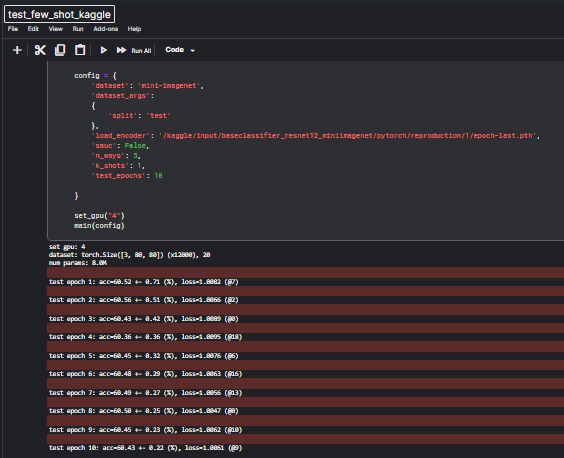 test_few_shot_kaggle
File Edit View Run Add-ons Help
Run All Code
config = {
'dataset': 'mini-imagenet',
'dataset_args':
{
'split': 'test'
},
'load_encoder': '/kaggle/input/baseclassifier_resnet12_miniimagenet/pytorch/reproduction/1/epoch-last.pth',
'sauc': False,
'n_ways': 5,
'k_shots': 1,
'test_epochs': 10
}
set_gpu("4")
main(config)
set gpu: 4
dataset: torch.Size([3, 80, 80]) (x12000), 20
num params: 8.0M
test epoch 1: acc=60.52 +- 0.71 (%), loss=1.0082 (@7)
test epoch 2: acc=60.56 +- 0.51 (%), loss=1.0066 (@2)
test epoch 3: acc=60.43 +- 0.42 (%), loss=1.0089 (@0)
test epoch 4: acc=60.36 +- 0.36 (%), loss=1.0095 (@18)
test epoch 5: acc=60.45 +- 0.32 (%), loss=1.0076 (@6)
test epoch 6: acc=60.48 +- 0.29 (%), loss=1.0063 (@16)
test epoch 7: acc=60.49 +- 0.27 (%), loss=1.0056 (@13)
test epoch 8: acc=60.50 +- 0.25 (%), loss=1.0047 (@0)
test epoch 9: acc=60.45 +- 0.23 (%), loss=1.0062 (@10)
test epoch 10: acc=60.43 +- 0.22 (%), loss=1.0061 (@9)